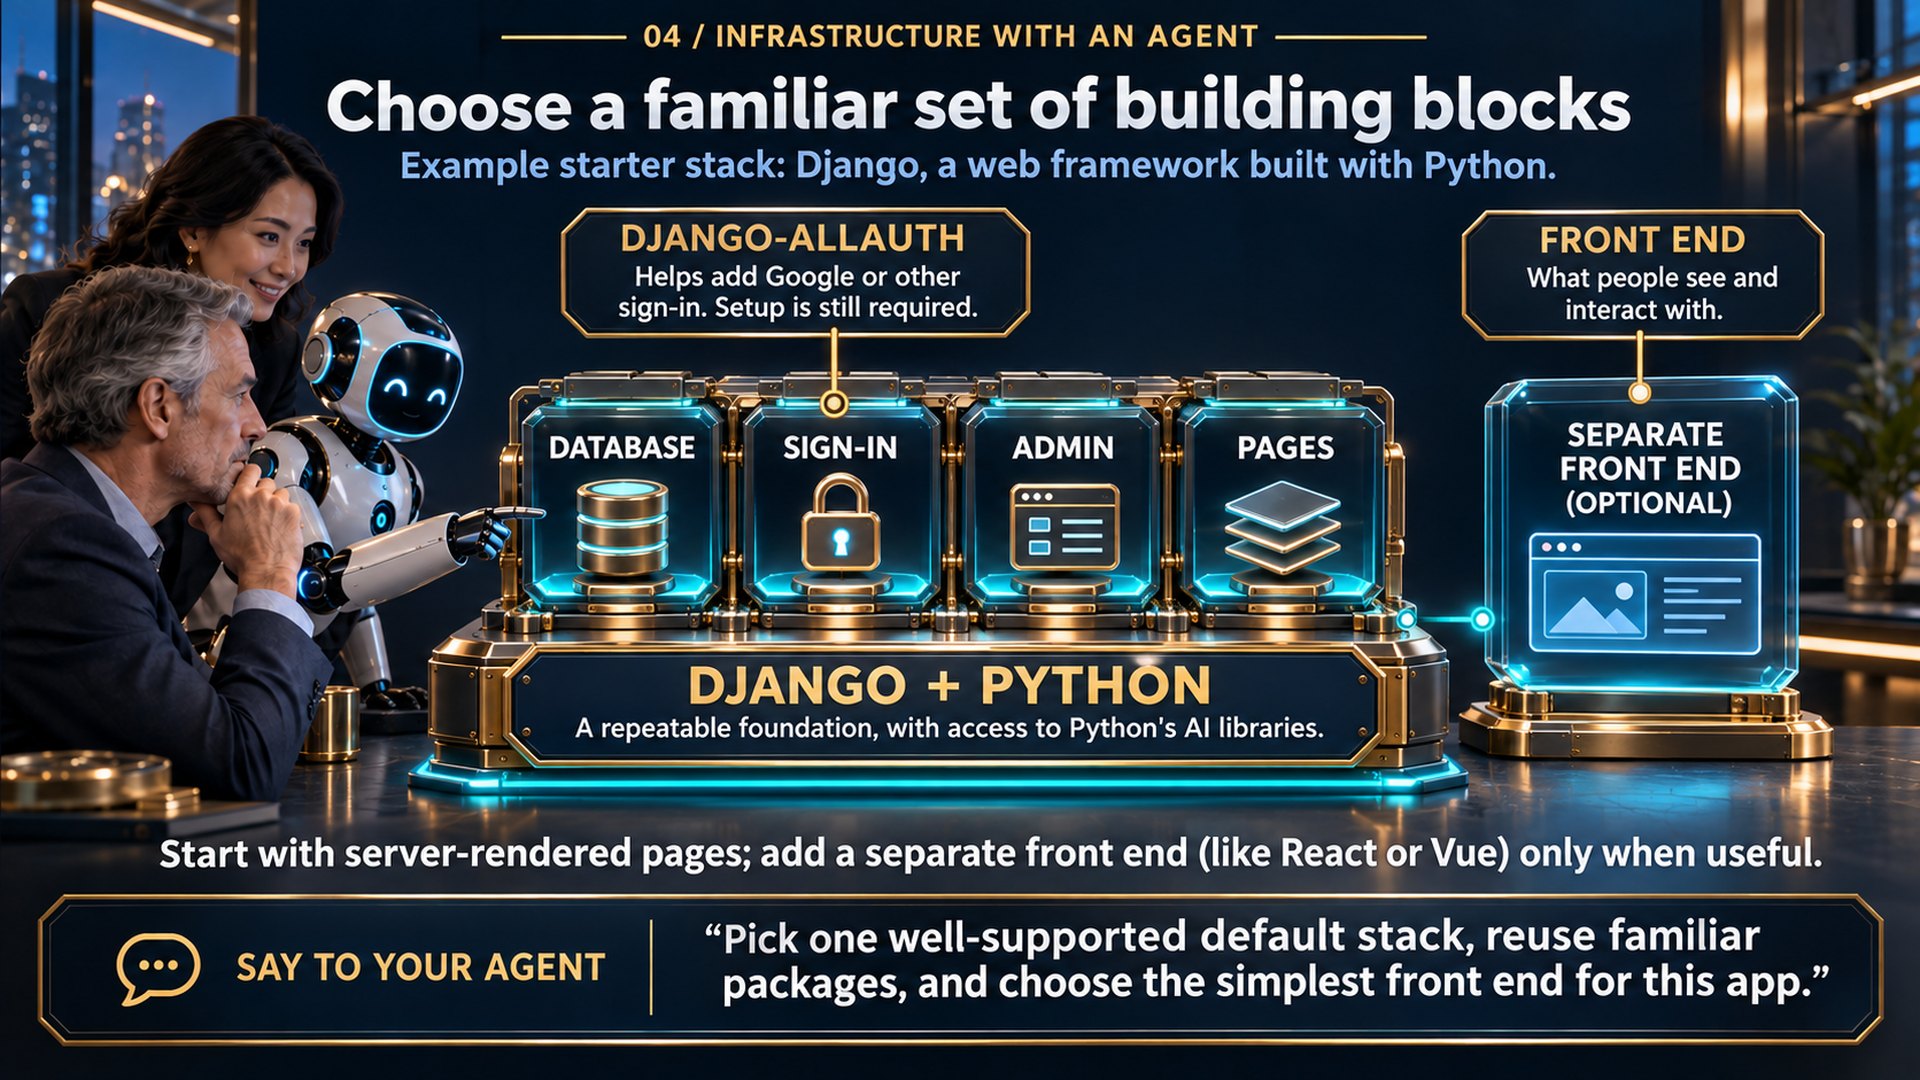 04 / INFRASTRUCTURE WITH AN AGENT
Choose a familiar set of building blocks
Example starter stack: Django, a web framework built with Python.
DJANGO-ALLAUTH
Helps add Google or other
sign-in. Setup is still required.
FRONT END
What people see and
interact with.
DATABASE
SIGN-IN
ADMIN
PAGES
SEPARATE
FRONT END
(OPTIONAL)
DJANGO + PYTHON
A repeatable foundation, with access to Python's AI libraries.
Start with server-rendered pages; add a separate front end (like React or Vue) only when useful.
SAY TO YOUR AGENT
“Pick one well-supported default stack, reuse familiar
packages, and choose the simplest front end for this app.”